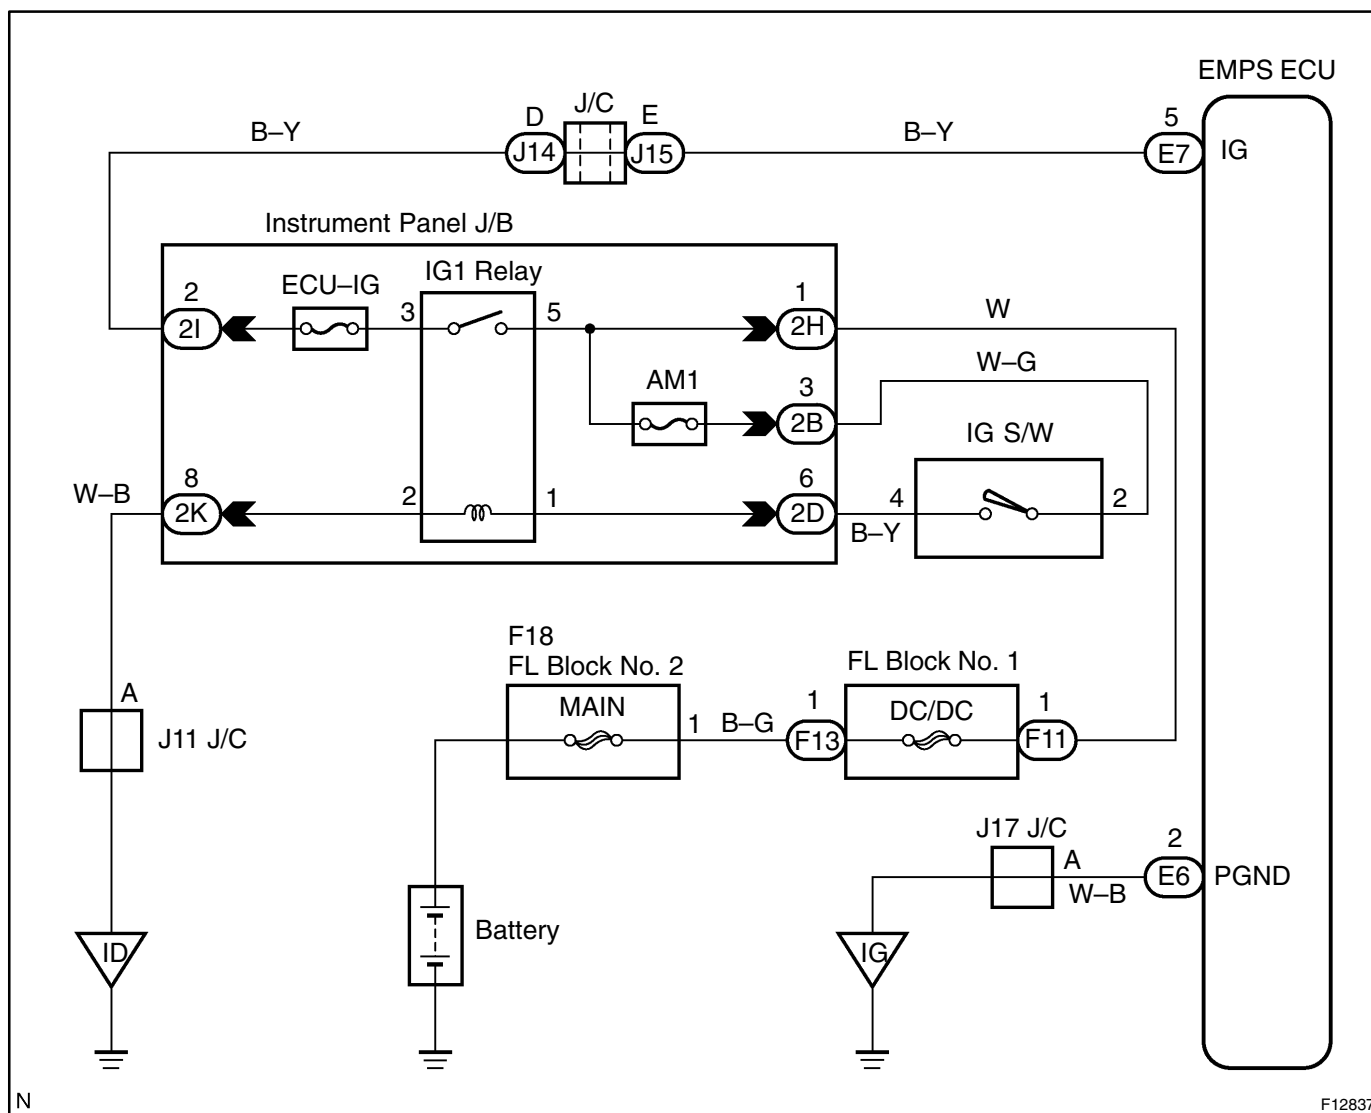 EMPS ECU
J/C
D
E
5
B–Y
J14
J15
B–Y
E7
IG
Instrument Panel J/B
ECU–IG
IG1 Relay
2
3
5
1
W
2I
2H
W–G
AM1
3
2B
IG S/W
8
2
1
6
4
2
W–B
2K
2D
B–Y
F18
FL Block No. 2
FL Block No. 1
A
MAIN
1
B–G
1
DC/DC
1
J11 J/C
F13
F11
J17 J/C
2
A
E6
PGND
W–B
Battery
ID
IG
N
F12837